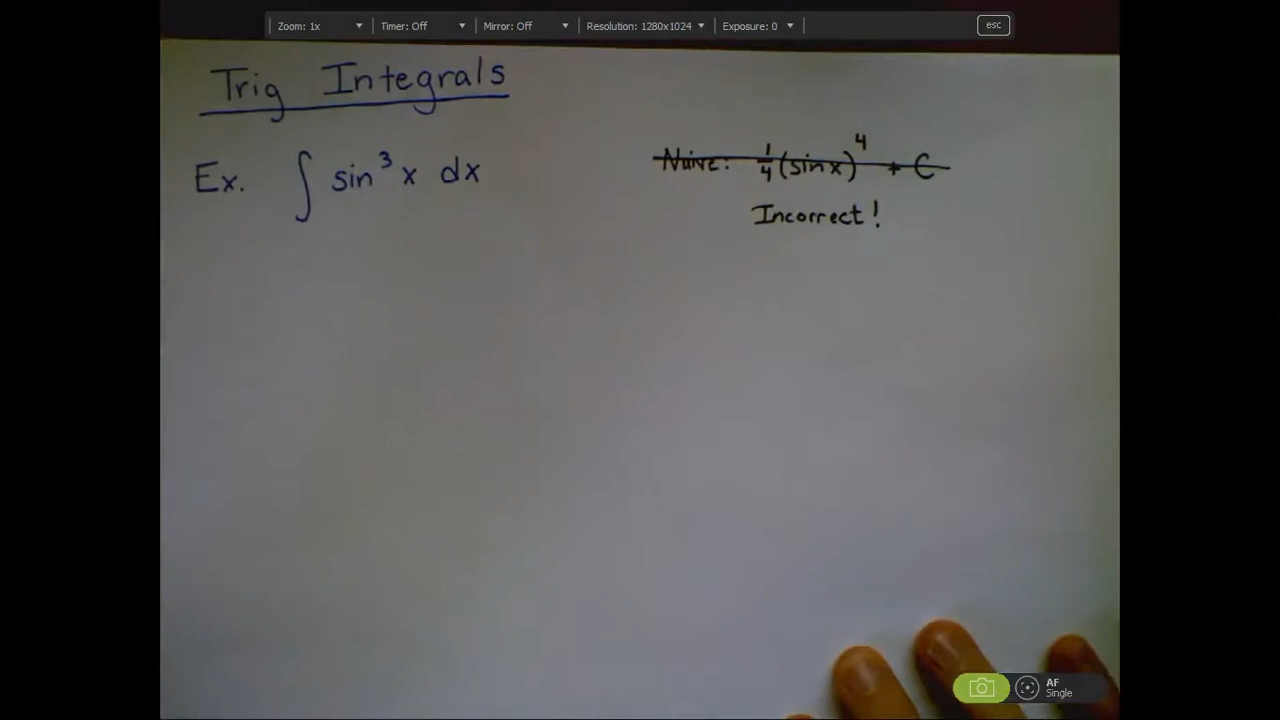 Zoom: 1x Timer: Off Mirror: Off Resolution: 1280x1024 Exposure: 0 esc
Trig Integrals
Ex. ∫ sin³ x dx
Naive: 1/4 (sin x)⁴ + C
Incorrect!
AF
Single